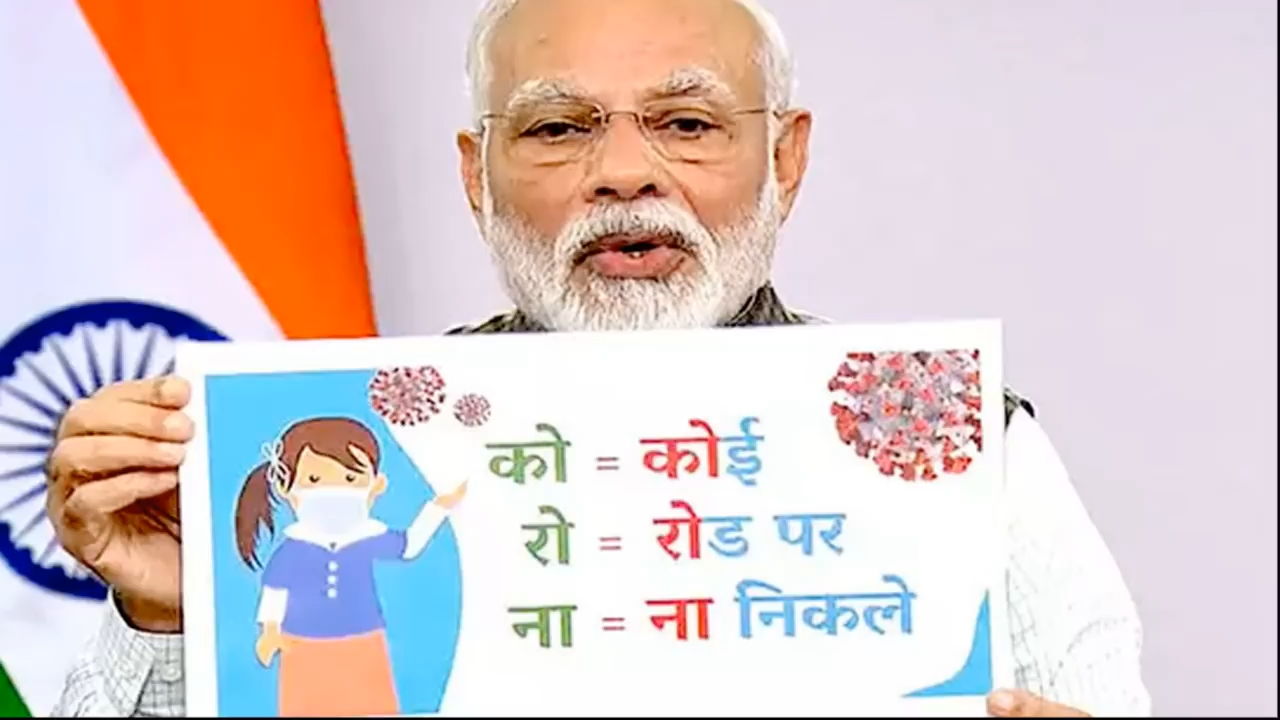 को = कोई
रो = रोड पर
ना = ना निकले